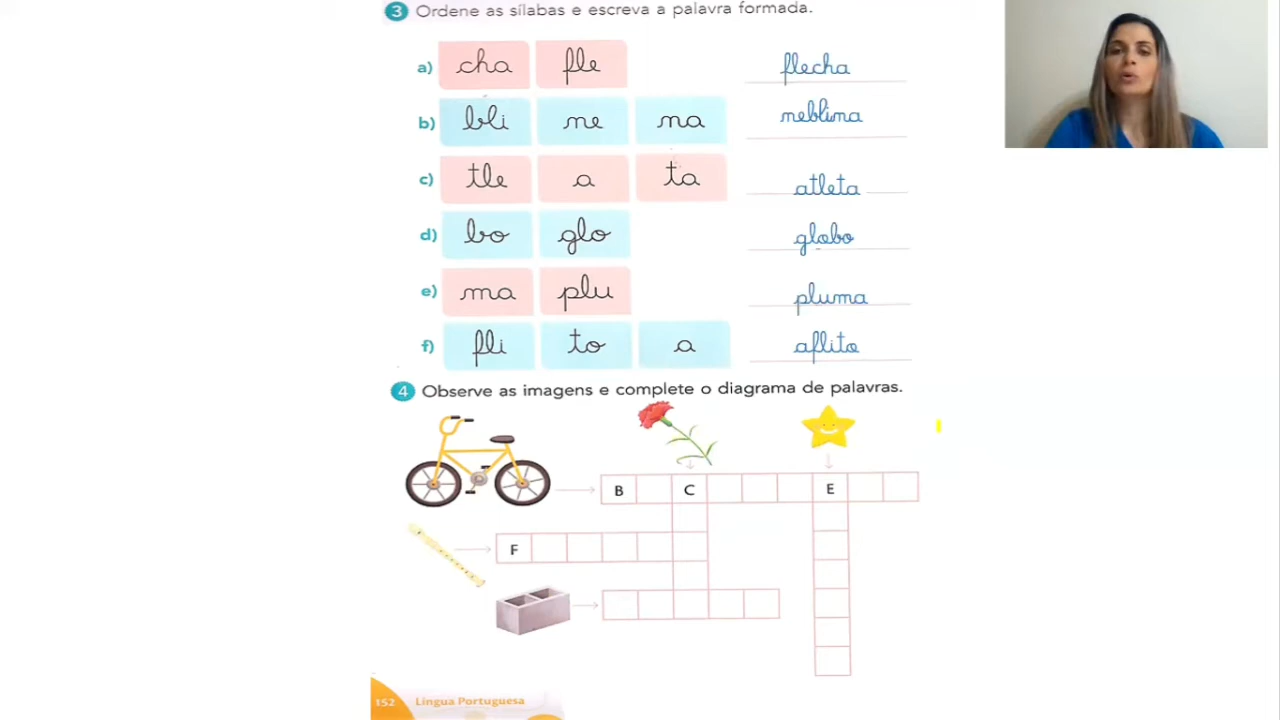 3 Ordene as sílabas e escreva a palavra formada.
a) cha fle flecha
b) bli ne na neblina
c) tle a ta atleta
d) bo glo globo
e) ma plu pluma
f) fli to a aflito
4 Observe as imagens e complete o diagrama de palavras.
B C E
F
152 Língua Portuguesa